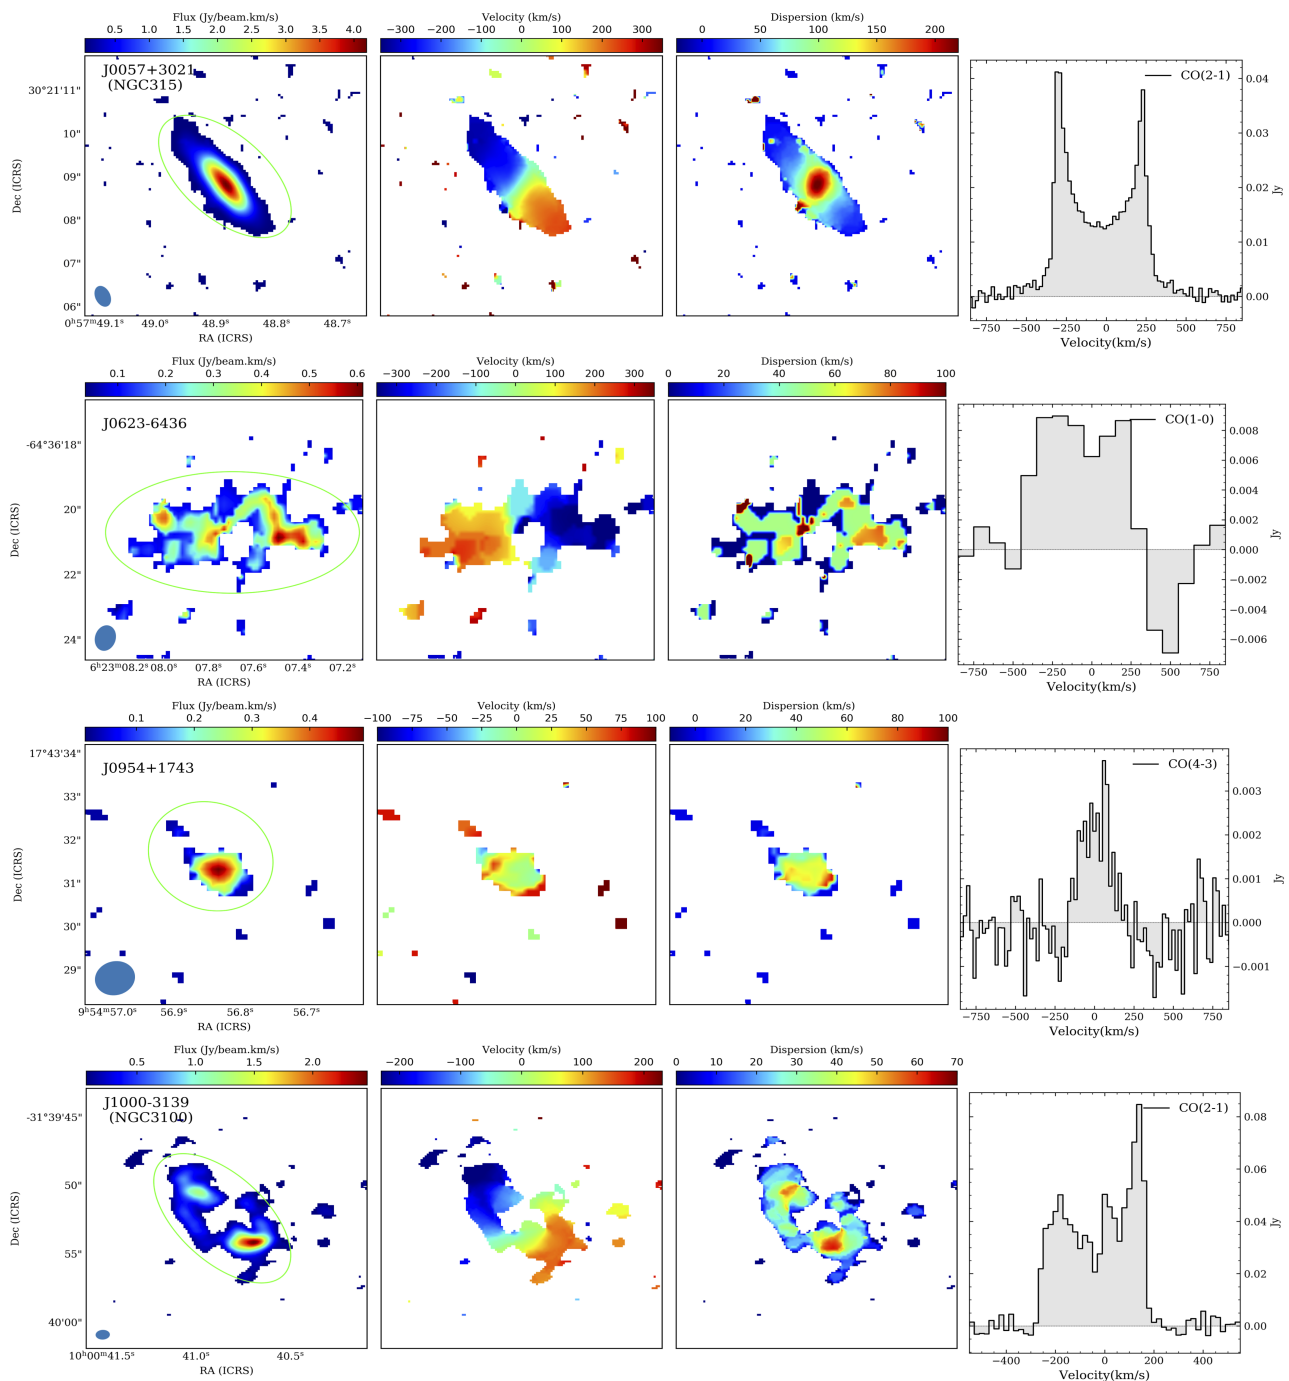 Flux (Jy/beam.km/s)
0.5 1.0 1.5 2.0 2.5 3.0 3.5 4.0
Velocity (km/s)
−300 −200 −100 0 100 200 300
Dispersion (km/s)
0 50 100 150 200
J0057+3021
(NGC315)
30°21'11"
10"
09"
08"
07"
06"
Dec (ICRS)
0ʰ57ᵐ49.1ˢ 49.0ˢ 48.9ˢ 48.8ˢ 48.7ˢ
RA (ICRS)
CO(2-1)
0.04
0.03
0.02
0.01
0.00
Jy
−750 −500 −250 0 250 500 750
Velocity(km/s)
Flux (Jy/beam.km/s)
0.1 0.2 0.3 0.4 0.5 0.6
Velocity (km/s)
−300 −200 −100 0 100 200 300
Dispersion (km/s)
0 20 40 60 80 100
J0623-6436
-64°36'18"
20"
22"
24"
Dec (ICRS)
6ʰ23ᵐ08.2ˢ 08.0ˢ 07.8ˢ 07.6ˢ 07.4ˢ 07.2ˢ
RA (ICRS)
CO(1-0)
0.008
0.006
0.004
0.002
0.000
−0.002
−0.004
−0.006
Jy
−750 −500 −250 0 250 500 750
Velocity(km/s)
Flux (Jy/beam.km/s)
0.1 0.2 0.3 0.4
Velocity (km/s)
−100 −75 −50 −25 0 25 50 75 100
Dispersion (km/s)
0 20 40 60 80 100
J0954+1743
17°43'34"
33"
32"
31"
30"
29"
Dec (ICRS)
9ʰ54ᵐ57.0ˢ 56.9ˢ 56.8ˢ 56.7ˢ
RA (ICRS)
CO(4-3)
0.003
0.002
0.001
0.000
−0.001
Jy
−750 −500 −250 0 250 500 750
Velocity(km/s)
Flux (Jy/beam.km/s)
0.5 1.0 1.5 2.0
Velocity (km/s)
−200 −100 0 100 200
Dispersion (km/s)
0 10 20 30 40 50 60 70
J1000-3139
(NGC3100)
-31°39'45"
50"
55"
40'00"
Dec (ICRS)
10ʰ00ᵐ41.5ˢ 41.0ˢ 40.5ˢ
RA (ICRS)
CO(2-1)
0.08
0.06
0.04
0.02
0.00
Jy
−400 −200 0 200 400
Velocity(km/s)